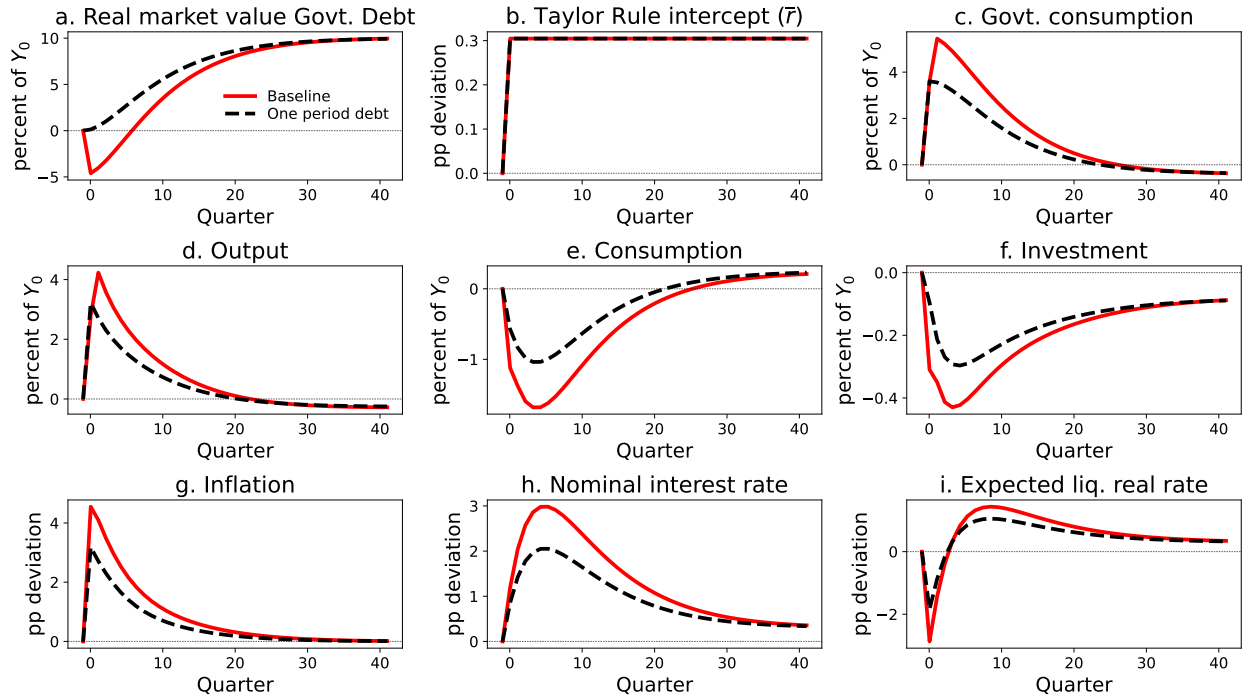 a. Real market value Govt. Debt
percent of Y₀
10
5
0
−5
Baseline
One period debt
0 10 20 30 40
Quarter
b. Taylor Rule intercept (r̅)
pp deviation
0.3
0.2
0.1
0.0
0 10 20 30 40
Quarter
c. Govt. consumption
percent of Y₀
4
2
0
0 10 20 30 40
Quarter
d. Output
percent of Y₀
4
2
0
0 10 20 30 40
Quarter
e. Consumption
percent of Y₀
0
−1
0 10 20 30 40
Quarter
f. Investment
percent of Y₀
0.0
−0.2
−0.4
0 10 20 30 40
Quarter
g. Inflation
pp deviation
4
2
0
0 10 20 30 40
Quarter
h. Nominal interest rate
pp deviation
3
2
1
0
0 10 20 30 40
Quarter
i. Expected liq. real rate
pp deviation
0
−2
0 10 20 30 40
Quarter